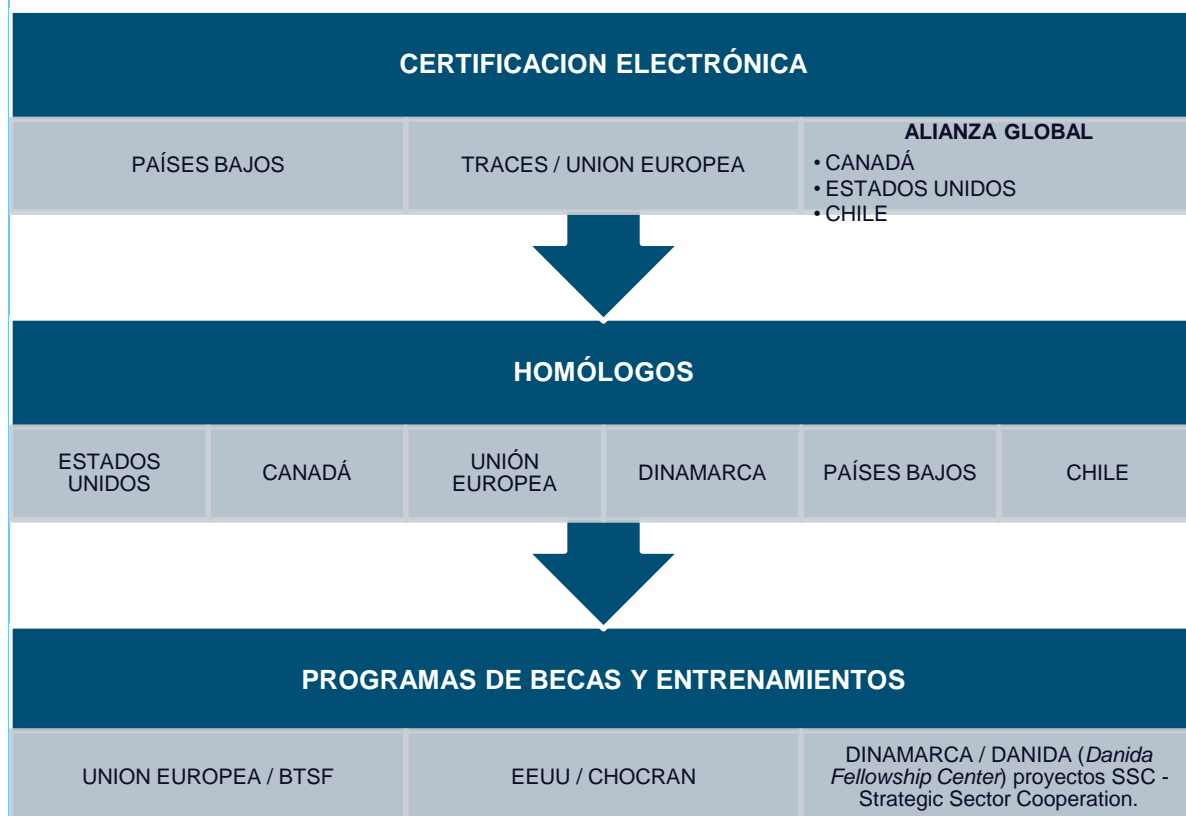 CERTIFICACION ELECTRÓNICA
PAÍSES BAJOS
TRACES / UNION EUROPEA
ALIANZA GLOBAL
• CANADÁ
• ESTADOS UNIDOS
• CHILE
HOMÓLOGOS
ESTADOS
UNIDOS
CANADÁ
UNIÓN
EUROPEA
DINAMARCA
PAÍSES BAJOS
CHILE
PROGRAMAS DE BECAS Y ENTRENAMIENTOS
UNION EUROPEA / BTSF
EEUU / CHOCRAN
DINAMARCA / DANIDA (Danida
Fellowship Center) proyectos SSC -
Strategic Sector Cooperation.